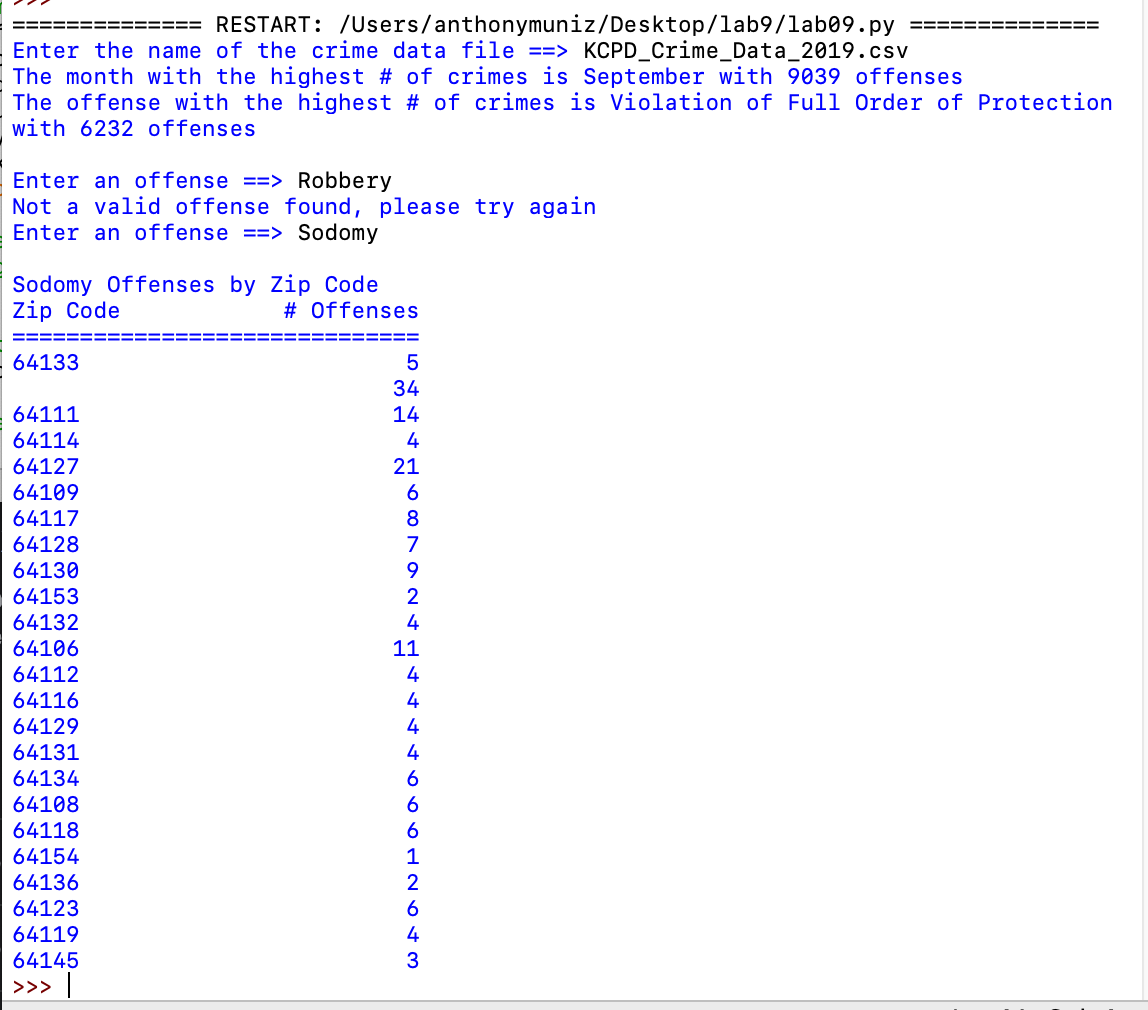 ============== RESTART: /Users/anthonymuniz/Desktop/lab9/lab09.py ==============
Enter the name of the crime data file ==> KCPD_Crime_Data_2019.csv
The month with the highest # of crimes is September with 9039 offenses
The offense with the highest # of crimes is Violation of Full Order of Protection
with 6232 offenses

Enter an offense ==> Robbery
Not a valid offense found, please try again
Enter an offense ==> Sodomy

Sodomy Offenses by Zip Code
Zip Code            # Offenses
==============================
64133                        5
                            34
64111                       14
64114                        4
64127                       21
64109                        6
64117                        8
64128                        7
64130                        9
64153                        2
64132                        4
64106                       11
64112                        4
64116                        4
64129                        4
64131                        4
64134                        6
64108                        6
64118                        6
64154                        1
64136                        2
64123                        6
64119                        4
64145                        3
>>>